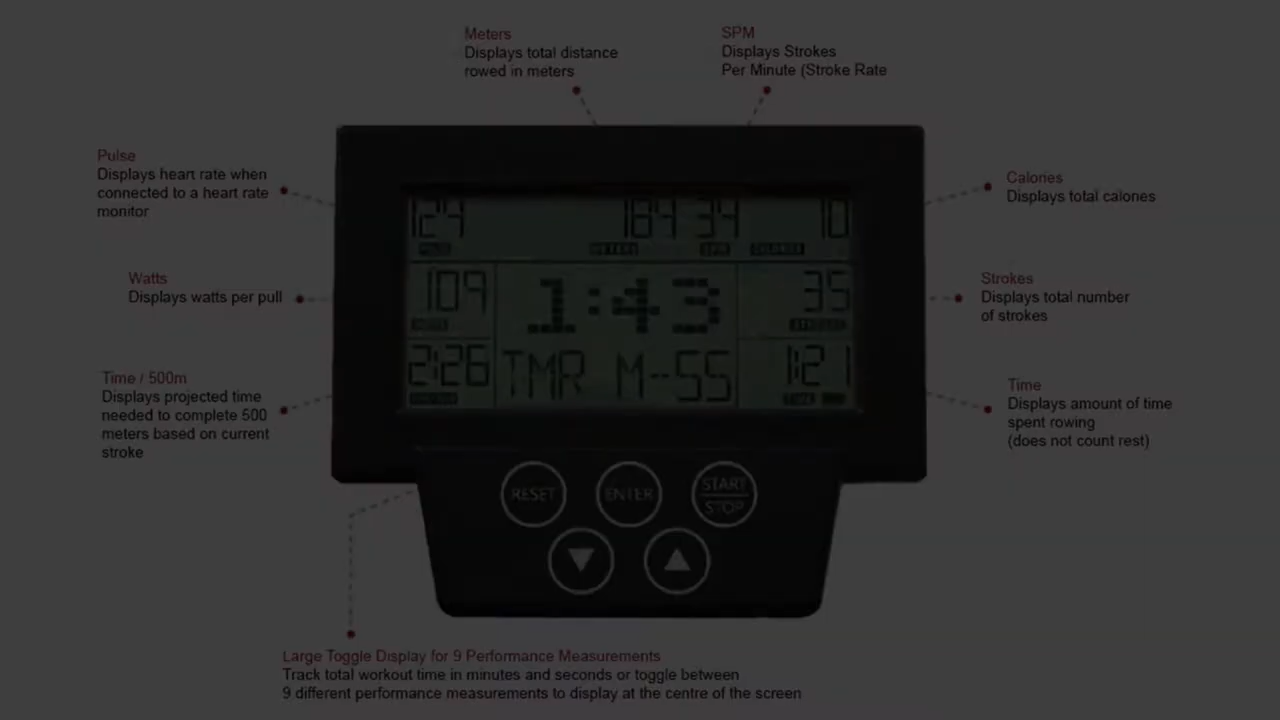 Meters
Displays total distance
rowed in meters
SPM
Displays Strokes
Per Minute (Stroke Rate
Pulse
Displays heart rate when
connected to a heart rate
monitor
Calories
Displays total calories
124
184
34
10
METERS
SPM
Watts
Displays watts per pull
109
1:43
35
Strokes
Displays total number
of strokes
Time / 500m
Displays projected time
needed to complete 500
meters based on current
stroke
2:26
TMR M--SS
1:21
Time
Displays amount of time
spent rowing
(does not count rest)
RESET
ENTER
START
STOP
Large Toggle Display for 9 Performance Measurements
Track total workout time in minutes and seconds or toggle between
9 different performance measurements to display at the centre of the screen